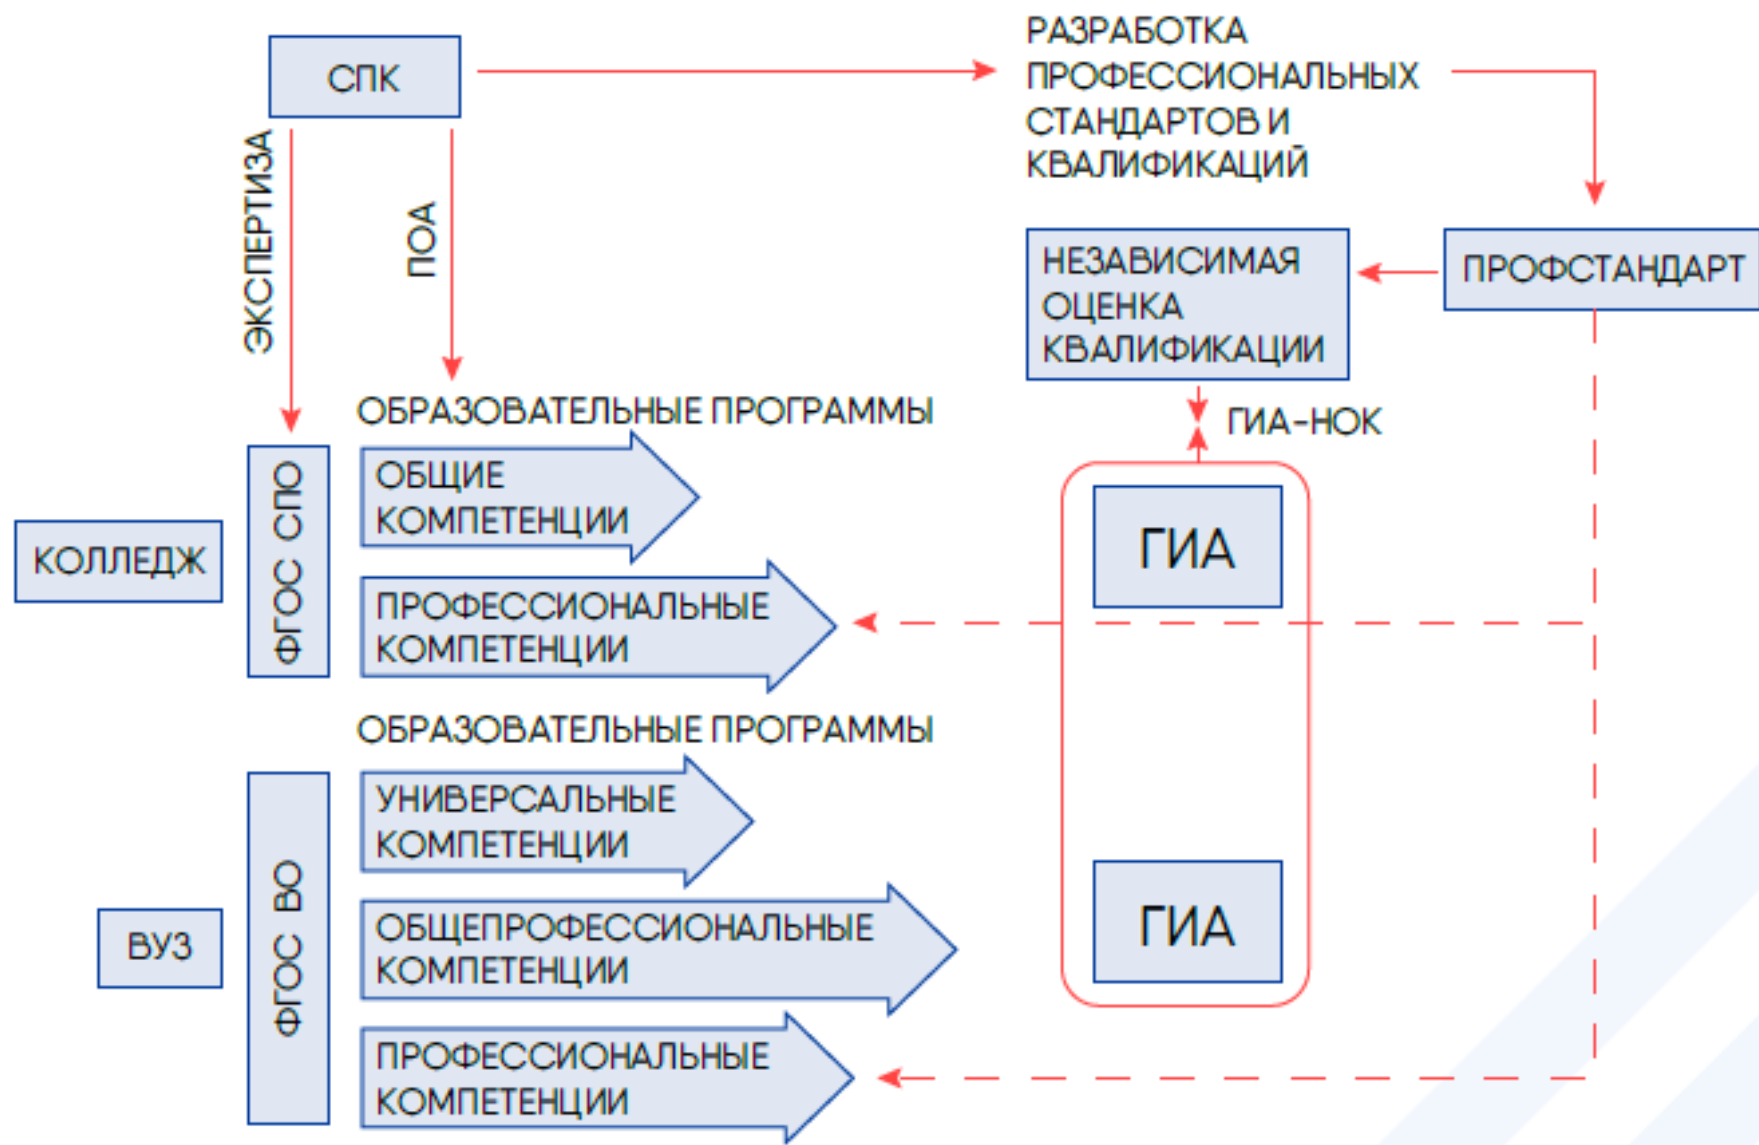 СПК
РАЗРАБОТКА
ПРОФЕССИОНАЛЬНЫХ
СТАНДАРТОВ И
КВАЛИФИКАЦИЙ
ЭКСПЕРТИЗА
ПОА
НЕЗАВИСИМАЯ
ОЦЕНКА
КВАЛИФИКАЦИИ
ПРОФСТАНДАРТ
ОБРАЗОВАТЕЛЬНЫЕ ПРОГРАММЫ
ГИА-НОК
КОЛЛЕДЖ
ФГОС СПО
ОБЩИЕ
КОМПЕТЕНЦИИ
ГИА
ПРОФЕССИОНАЛЬНЫЕ
КОМПЕТЕНЦИИ
ОБРАЗОВАТЕЛЬНЫЕ ПРОГРАММЫ
ВУЗ
ФГОС ВО
УНИВЕРСАЛЬНЫЕ
КОМПЕТЕНЦИИ
ОБЩЕПРОФЕССИОНАЛЬНЫЕ
КОМПЕТЕНЦИИ
ГИА
ПРОФЕССИОНАЛЬНЫЕ
КОМПЕТЕНЦИИ